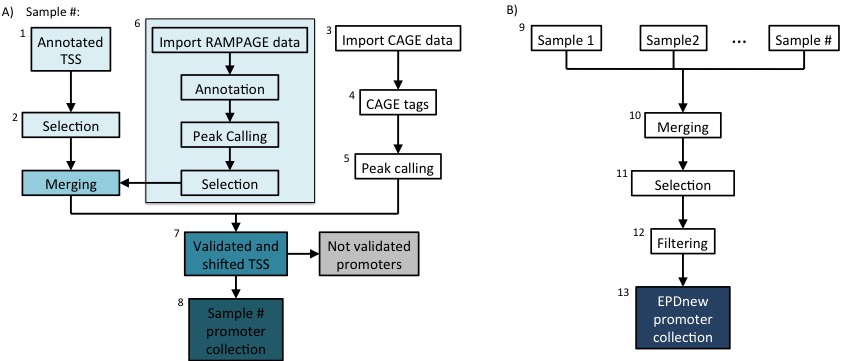 A)
Sample #:
1
Annotated
TSS
2
Selection
Merging
6
Import RAMPAGE data
Annotation
Peak Calling
Selection
3
Import CAGE data
4
CAGE tags
5
Peak calling
7
Validated and
shifted TSS
Not validated
promoters
8
Sample #
promoter
collection
B)
9
Sample 1
Sample2
...
Sample #
10
Merging
11
Selection
12
Filtering
13
EPDnew
promoter
collection